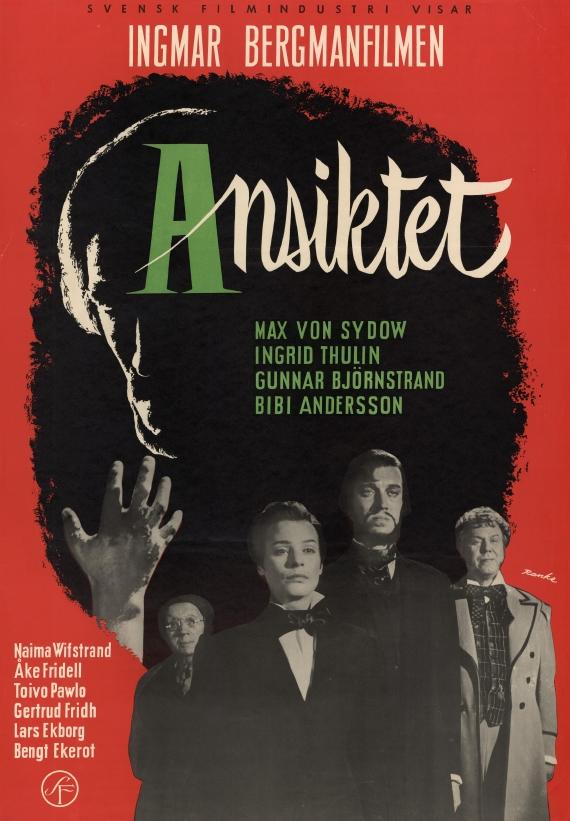 SVENSK FILMINDUSTRI VISAR
INGMAR BERGMANFILMEN
Ansiktet
MAX VON SYDOW
INGRID THULIN
GUNNAR BJÖRNSTRAND
BIBI ANDERSSON
Ranke
Naima Wifstrand
Åke Fridell
Toivo Pawlo
Gertrud Fridh
Lars Ekborg
Bengt Ekerot
SF